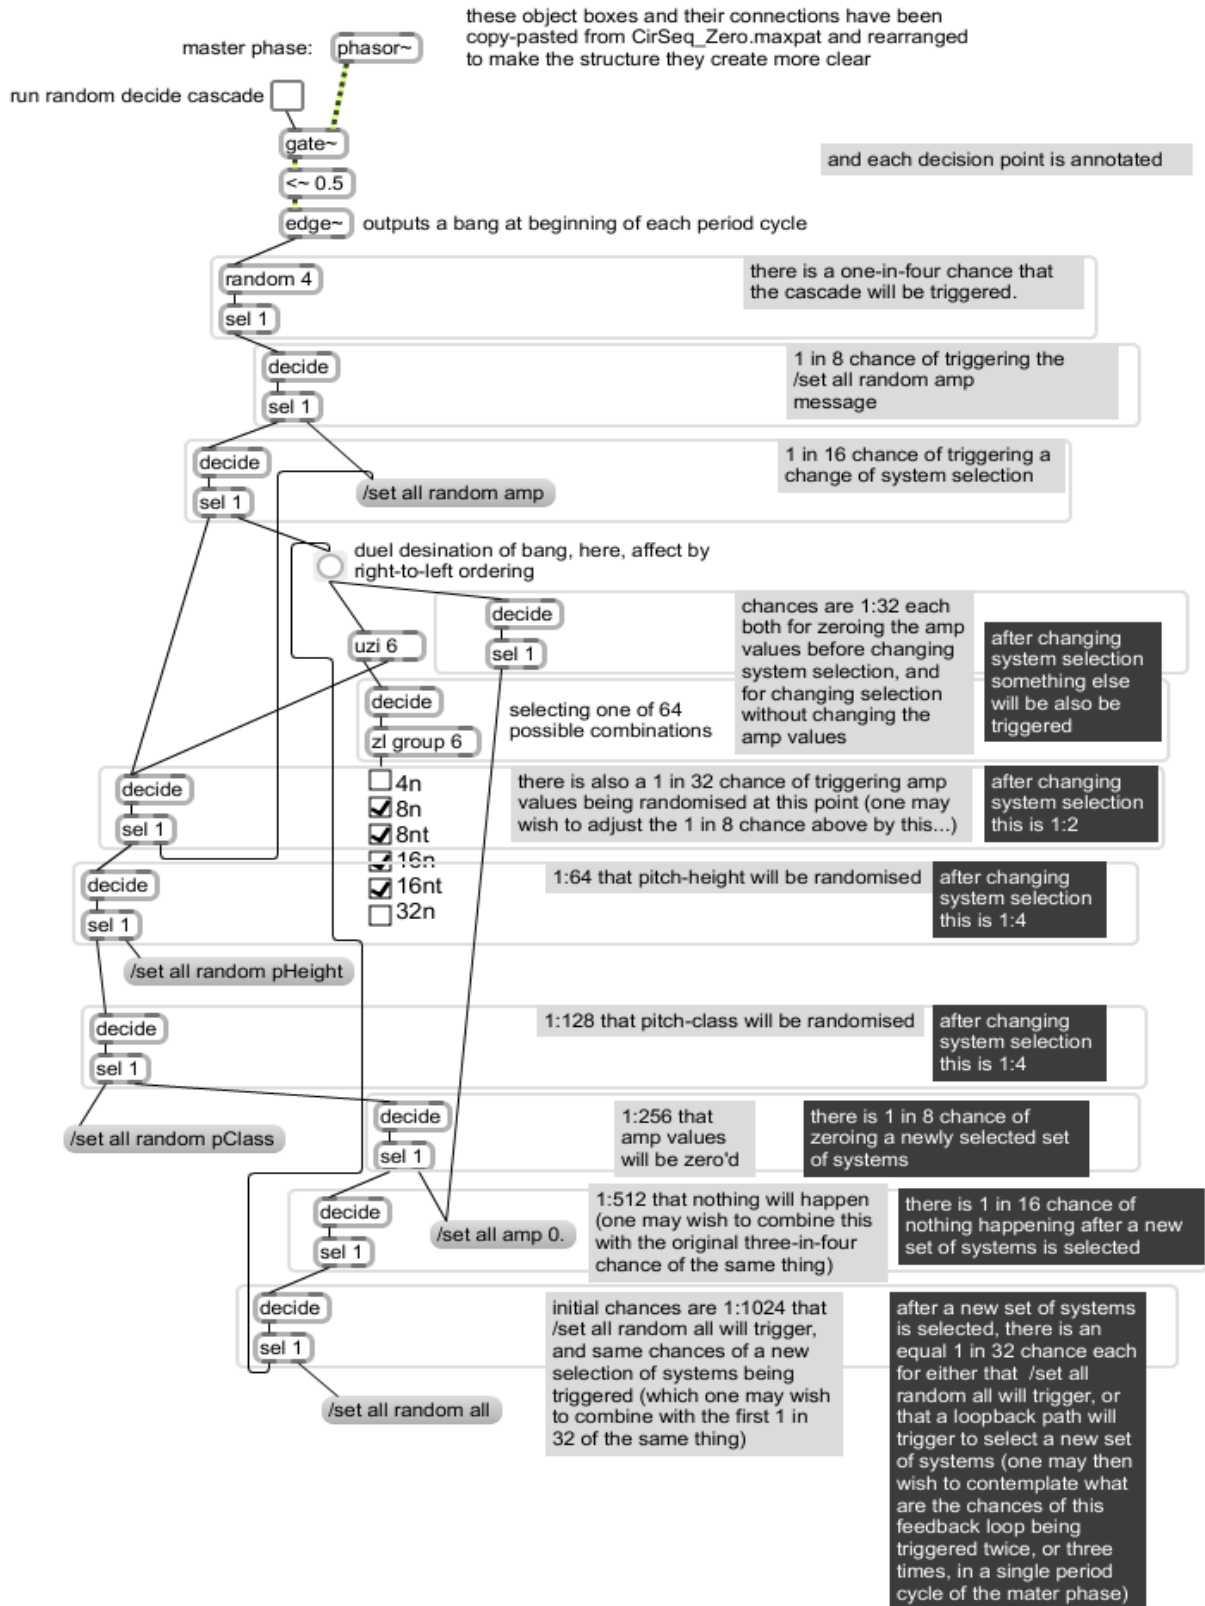 these object boxes and their connections have been
copy-pasted from CirSeq_Zero.maxpat and rearranged
to make the structure they create more clear
master phase:
phasor~
run random decide cascade
gate~
and each decision point is annotated
<~ 0.5
edge~
outputs a bang at beginning of each period cycle
random 4
sel 1
there is a one-in-four chance that
the cascade will be triggered.
decide
sel 1
1 in 8 chance of triggering the
/set all random amp
message
decide
sel 1
/set all random amp
1 in 16 chance of triggering a
change of system selection
duel desination of bang, here, affect by
right-to-left ordering
decide
sel 1
chances are 1:32 each
both for zeroing the amp
values before changing
system selection, and
for changing selection
without changing the
amp values
after changing
system selection
something else
will be also be
triggered
uzi 6
decide
zl group 6
selecting one of 64
possible combinations
4n
8n
8nt
16n
16nt
32n
decide
sel 1
there is also a 1 in 32 chance of triggering amp
values being randomised at this point (one may
wish to adjust the 1 in 8 chance above by this...)
after changing
system selection
this is 1:2
decide
sel 1
1:64 that pitch-height will be randomised
after changing
system selection
this is 1:4
/set all random pHeight
decide
sel 1
1:128 that pitch-class will be randomised
after changing
system selection
this is 1:4
/set all random pClass
decide
sel 1
1:256 that
amp values
will be zero'd
there is 1 in 8 chance of
zeroing a newly selected set
of systems
decide
sel 1
/set all amp 0.
1:512 that nothing will happen
(one may wish to combine this
with the original three-in-four
chance of the same thing)
there is 1 in 16 chance of
nothing happening after a new
set of systems is selected
decide
sel 1
/set all random all
initial chances are 1:1024 that
/set all random all will trigger,
and same chances of a new
selection of systems being
triggered (which one may wish
to combine with the first 1 in
32 of the same thing)
after a new set of systems
is selected, there is an
equal 1 in 32 chance each
for either that /set all
random all will trigger, or
that a loopback path will
trigger to select a new set
of systems (one may then
wish to contemplate what
are the chances of this
feedback loop being
triggered twice, or three
times, in a single period
cycle of the mater phase)